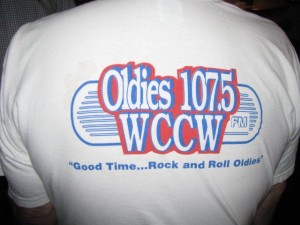 Oldies 107.5
WCCW
FM
"Good Time...Rock and Roll Oldies"